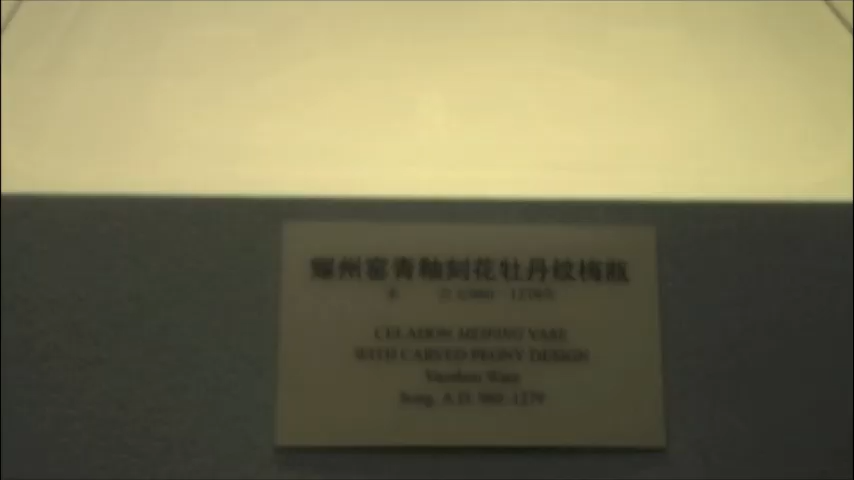 耀州窑青釉刻花牡丹纹梅瓶
CELADON MEIPING VASE
WITH CARVED PEONY DESIGN
Yaozhou Ware
Song, A.D. 960-1279